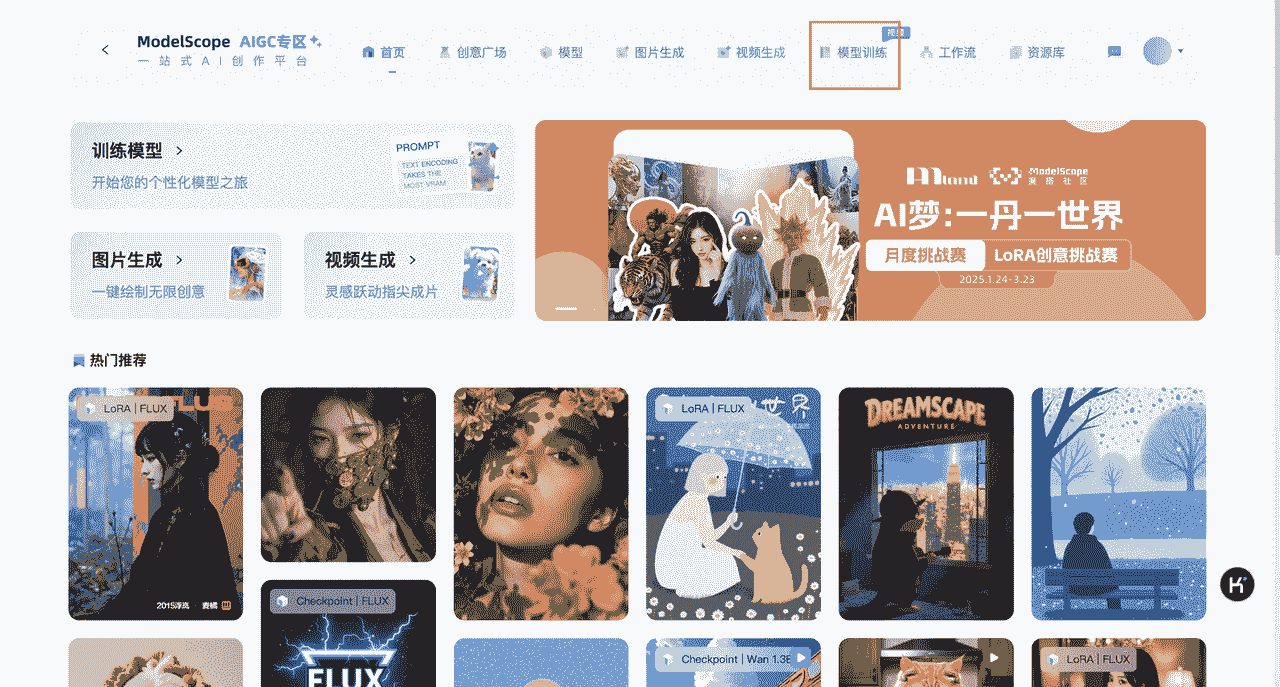 ModelScope AIGC专区
一站式AI创作平台
首页
创意广场
模型
图片生成
视频生成
模型训练
视频
工作流
资源库
训练模型
开始您的个性化模型之旅
PROMPT
TEXT ENCODING
TAKES THE
MOST VRAM
图片生成
一键绘制无限创意
视频生成
灵感跃动指尖成片
ModelScope
魔搭社区
AI梦:一丹一世界
月度挑战赛 LoRA创意挑战赛
2025.1.24-3.23
热门推荐
LoRA | FLUX
2015浮岚 · 麦橘
Checkpoint | FLUX
FLUX
LoRA | FLUX
世界
DREAMSCAPE
ADVENTURE
Checkpoint | Wan 1.3B
LoRA | FLUX